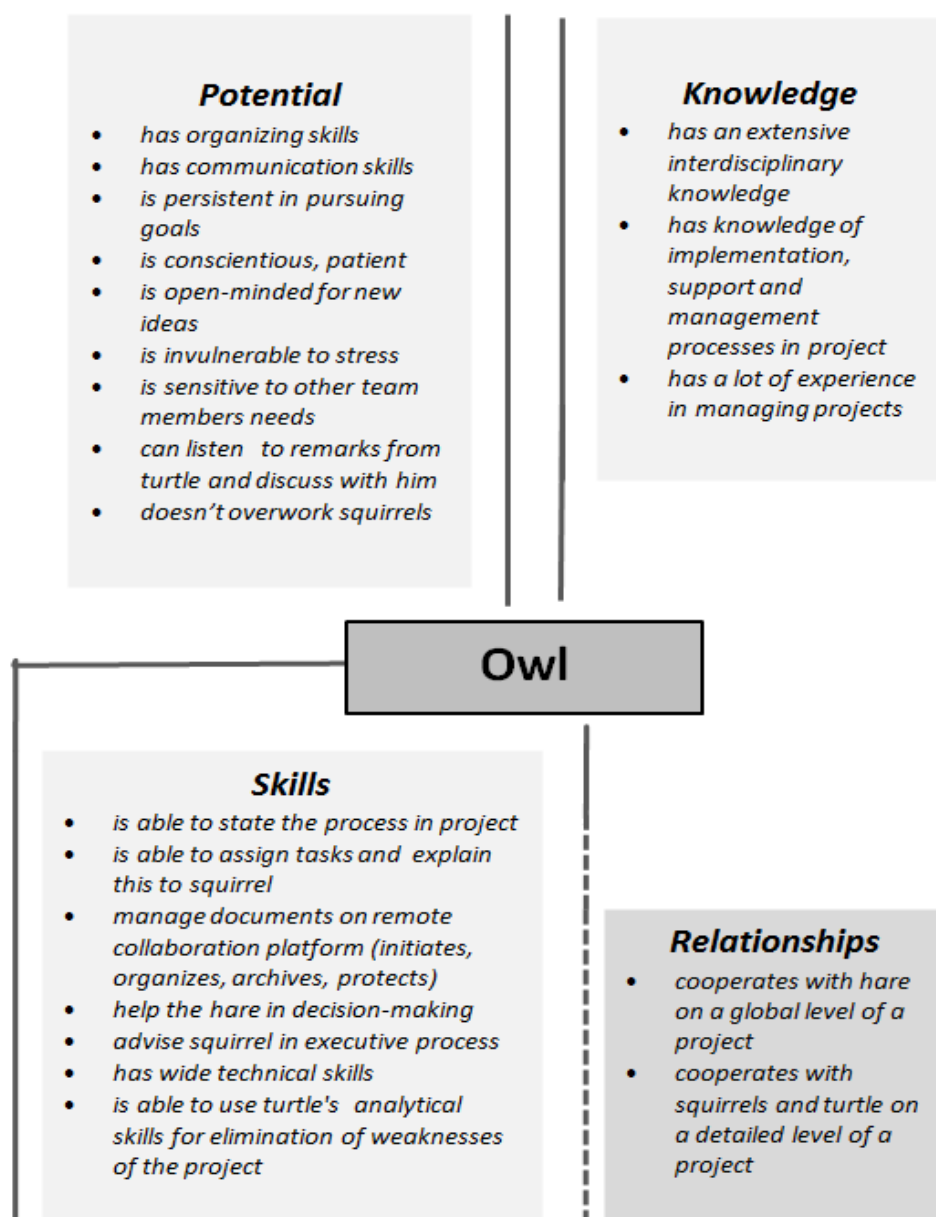 Potential
• has organizing skills
• has communication skills
• is persistent in pursuing
goals
• is conscientious, patient
• is open-minded for new
ideas
• is invulnerable to stress
• is sensitive to other team
members needs
• can listen to remarks from
turtle and discuss with him
• doesn't overwork squirrels
Knowledge
• has an extensive
interdisciplinary
knowledge
• has knowledge of
implementation,
support and
management
processes in project
• has a lot of experience
in managing projects
Owl
Skills
• is able to state the process in project
• is able to assign tasks and explain
this to squirrel
• manage documents on remote
collaboration platform (initiates,
organizes, archives, protects)
• help the hare in decision-making
• advise squirrel in executive process
• has wide technical skills
• is able to use turtle's analytical
skills for elimination of weaknesses
of the project
Relationships
• cooperates with hare
on a global level of a
project
• cooperates with
squirrels and turtle on
a detailed level of a
project